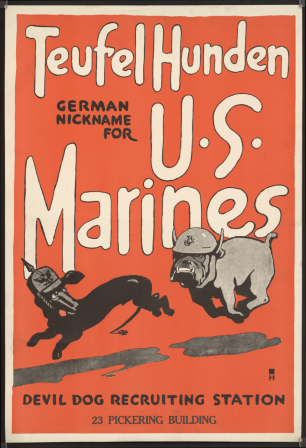 Teufel Hunden
GERMAN
NICKNAME
FOR
U.S.
Marines
DEVIL DOG RECRUITING STATION
23 PICKERING BUILDING